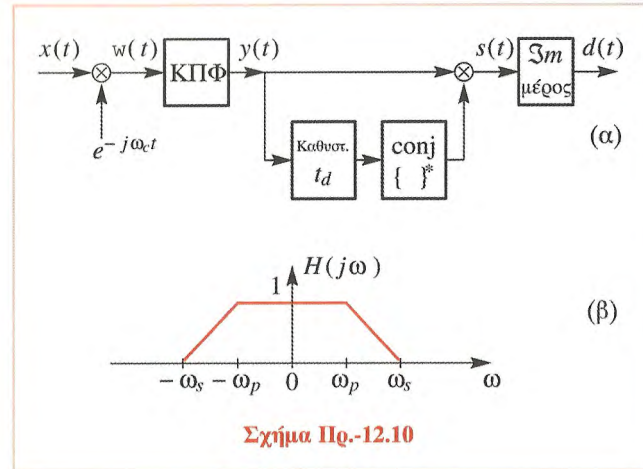 x(t) w(t) ΚΠΦ y(t) s(t) ℑm μέρος d(t)
e^{-jω_c t}
Καθυστ. t_d
conj { }*
(α)
1 H(jω)
(β)
-ω_s -ω_p 0 ω_p ω_s ω
Σχήμα Πρ.-12.10